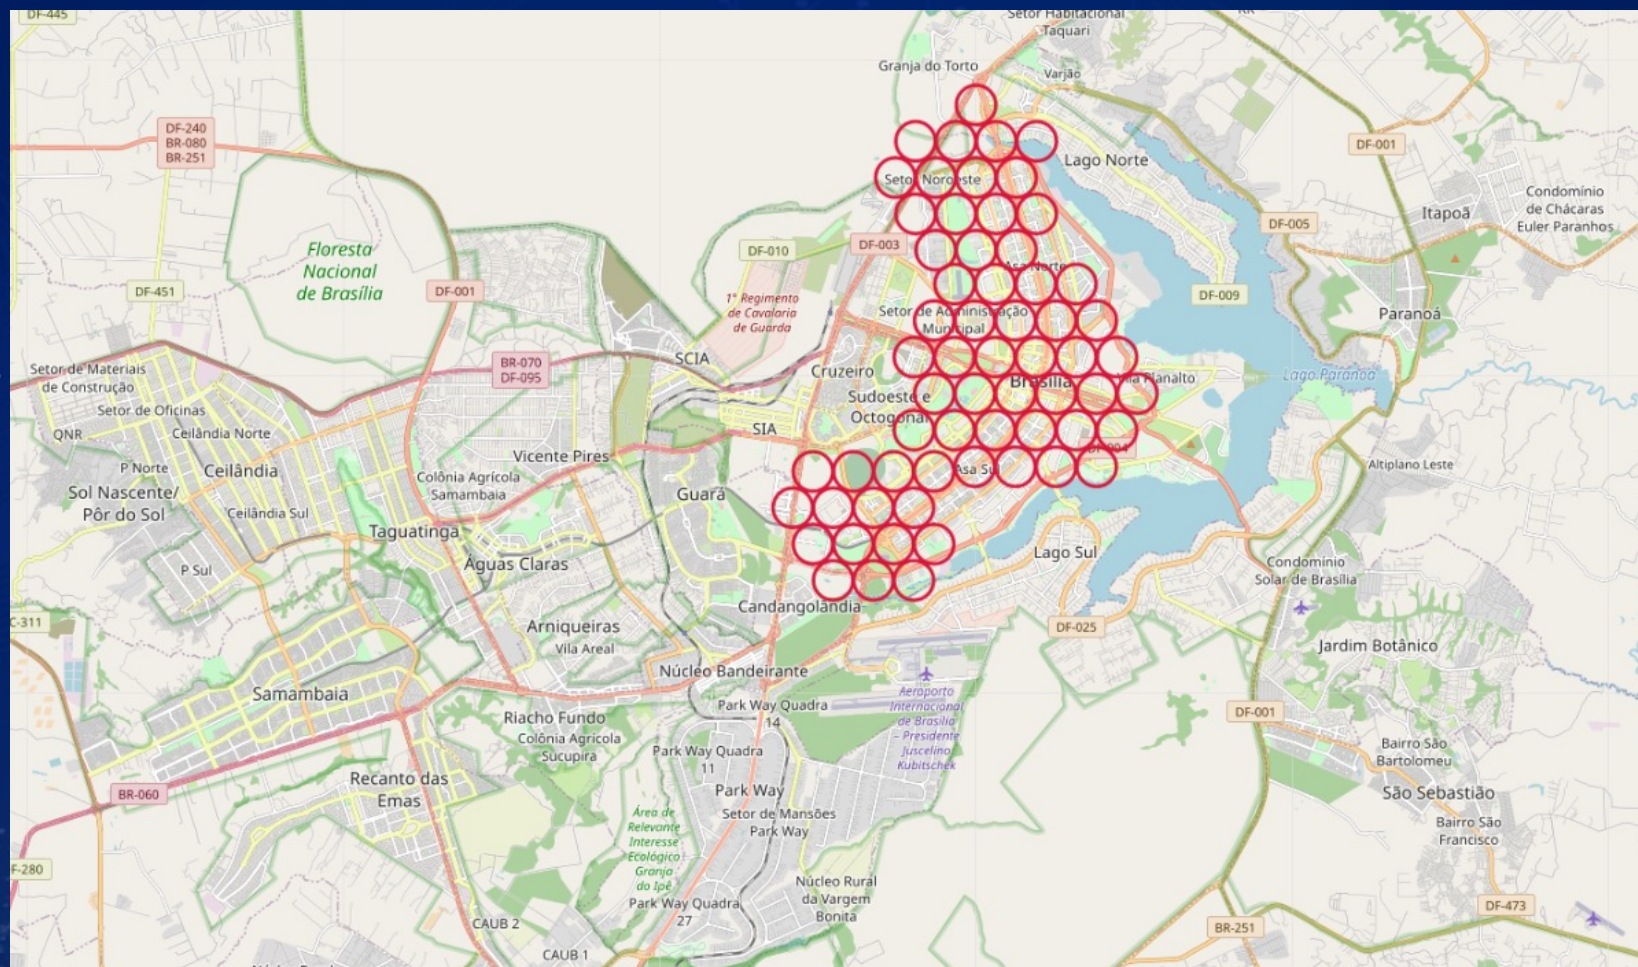 DF-445
Setor Habitacional
Taquari
Granja do Torto
Varjão
DF-240
BR-080
BR-251
DF-001
Lago Norte
Setor Noroeste
Condomínio
de Chácaras
Euler Paranhos
Itapoã
DF-005
DF-003
DF-010
Floresta
Nacional
de Brasília
DF-451
DF-001
Asa Norte
DF-009
1° Regimento
de Cavalaria
de Guarda
Setor de Administração
Municipal
Paranoá
Setor de Materiais
de Construção
BR-070
DF-095
SCIA
Cruzeiro
Brasília
Vila Planalto
Lago Paranoá
Setor de Oficinas
Sudoeste e
Octogonal
QNR
Ceilândia Norte
SIA
P Norte
Ceilândia
Vicente Pires
Asa Sul
Altiplano Leste
Colônia Agrícola
Samambaia
Sol Nascente/
Pôr do Sol
Guará
Ceilândia Sul
Taguatinga
Lago Sul
P Sul
Águas Claras
Condomínio
Solar de Brasília
Candangolândia
Arniqueiras
DF-025
Vila Areal
Jardim Botânico
Núcleo Bandeirante
Samambaia
Aeroporto
Internacional
de Brasília
– Presidente
Juscelino
Kubitschek
Park Way Quadra
14
DF-001
Riacho Fundo
Colônia Agrícola
Sucupira
Park Way Quadra
11
Bairro São
Bartolomeu
Recanto das
Emas
BR-060
Park Way
São Sebastião
Setor de Mansões
Park Way
Área de
Relevante
Interesse
Ecológico
Granja
do Ipê
Bairro São
Francisco
F-280
Núcleo Rural
da Vargem
Bonita
Park Way Quadra
27
DF-473
CAUB 2
BR-251
CAUB 1